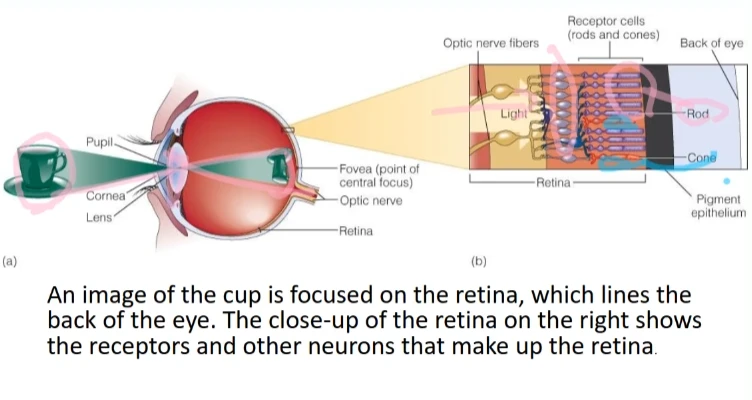 Receptor cells
(rods and cones)
Optic nerve fibers
Back of eye
Pupil
Light
Rod
Cornea
Fovea (point of
central focus)
Cone
Lens
Optic nerve
Retina
Retina
Pigment
epithelium
(a)
(b)
An image of the cup is focused on the retina, which lines the
back of the eye. The close-up of the retina on the right shows
the receptors and other neurons that make up the retina.